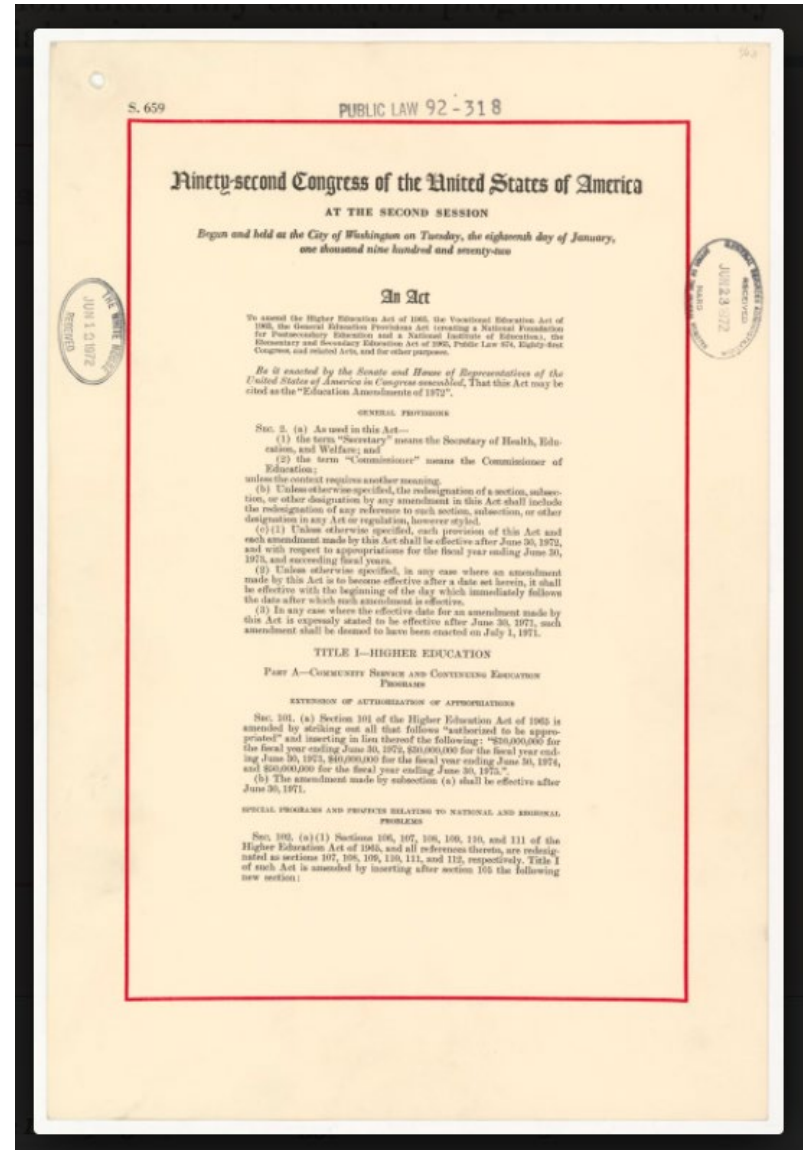 S. 659
PUBLIC LAW 92-318
Ninety-second Congress of the United States of America
AT THE SECOND SESSION
Begun and held at the City of Washington on Tuesday, the eighteenth day of January,
one thousand nine hundred and seventy-two
An Act
To amend the Higher Education Act of 1965, the Vocational Education Act of
1963, the General Education Provisions Act (creating a National Foundation
for Postsecondary Education and a National Institute of Education), the
Elementary and Secondary Education Act of 1965, Public Law 874, Eighty-first
Congress, and related Acts, and for other purposes.
Be it enacted by the Senate and House of Representatives of the
United States of America in Congress assembled, That this Act may be
cited as the "Education Amendments of 1972".
GENERAL PROVISIONS
SEC. 2. (a) As used in this Act—
(1) the term "Secretary" means the Secretary of Health, Edu-
cation, and Welfare; and
(2) the term "Commissioner" means the Commissioner of
Education;
unless the context requires another meaning.
(b) Unless otherwise specified, the redesignation of a section, subsec-
tion, or other designation by any amendment in this Act shall include
the redesignation of any reference to such section, subsection, or other
designation in any Act or regulation, however styled.
(c)(1) Unless otherwise specified, each provision of this Act and
each amendment made by this Act shall be effective after June 30, 1972,
and with respect to appropriations for the fiscal year ending June 30,
1973, and succeeding fiscal years.
(2) Unless otherwise specified, in any case where an amendment
made by this Act is to become effective after a date set herein, it shall
be effective with the beginning of the day which immediately follows
the date after which such amendment is effective.
(3) In any case where the effective date for an amendment made by
this Act is expressly stated to be effective after June 30, 1971, such
amendment shall be deemed to have been enacted on July 1, 1971.
TITLE I—HIGHER EDUCATION
PART A—COMMUNITY SERVICE AND CONTINUING EDUCATION
PROGRAMS
EXTENSION OF AUTHORIZATION OF APPROPRIATIONS
SEC. 101. (a) Section 101 of the Higher Education Act of 1965 is
amended by striking out all that follows "authorized to be appro-
priated" and inserting in lieu thereof the following: "$10,000,000 for
the fiscal year ending June 30, 1972, $30,000,000 for the fiscal year end-
ing June 30, 1973, $40,000,000 for the fiscal year ending June 30, 1974,
and $50,000,000 for the fiscal year ending June 30, 1975.".
(b) The amendment made by subsection (a) shall be effective after
June 30, 1971.
SPECIAL PROGRAMS AND PROJECTS RELATING TO NATIONAL AND REGIONAL
PROBLEMS
Sec. 102. (a)(1) Sections 106, 107, 108, 109, 110, and 111 of the
Higher Education Act of 1965, and all references thereto, are redesig-
nated as sections 107, 108, 109, 110, 111, and 112, respectively. Title I
of such Act is amended by inserting after section 105 the following
new section:
THE WHITE HOUSE
JUN 1 1972
RECEIVED
GENERAL SERVICES ADMINISTRATION
RECEIVED
JUN 23 1972
NARS